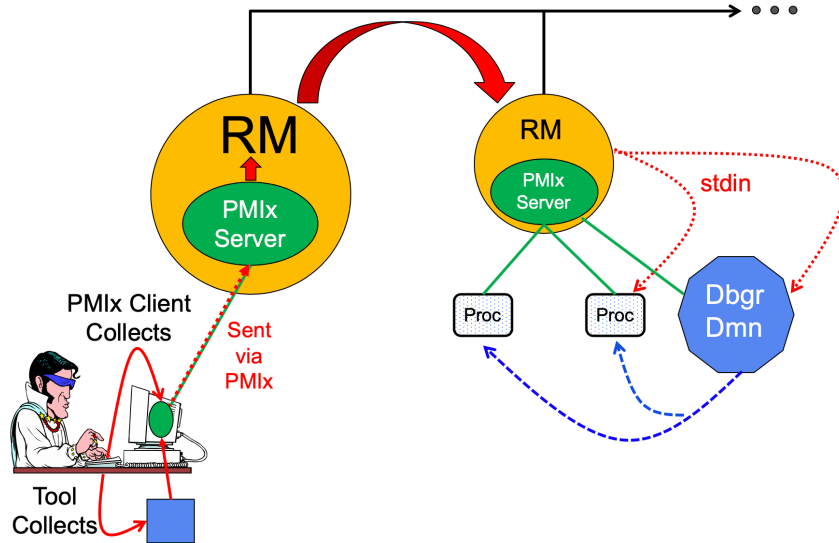 RM
PMIx
Server
RM
PMIx
Server
stdin
PMIx Client
Collects
Sent
via
PMIx
Proc
Proc
Dbgr
Dmn
Tool
Collects